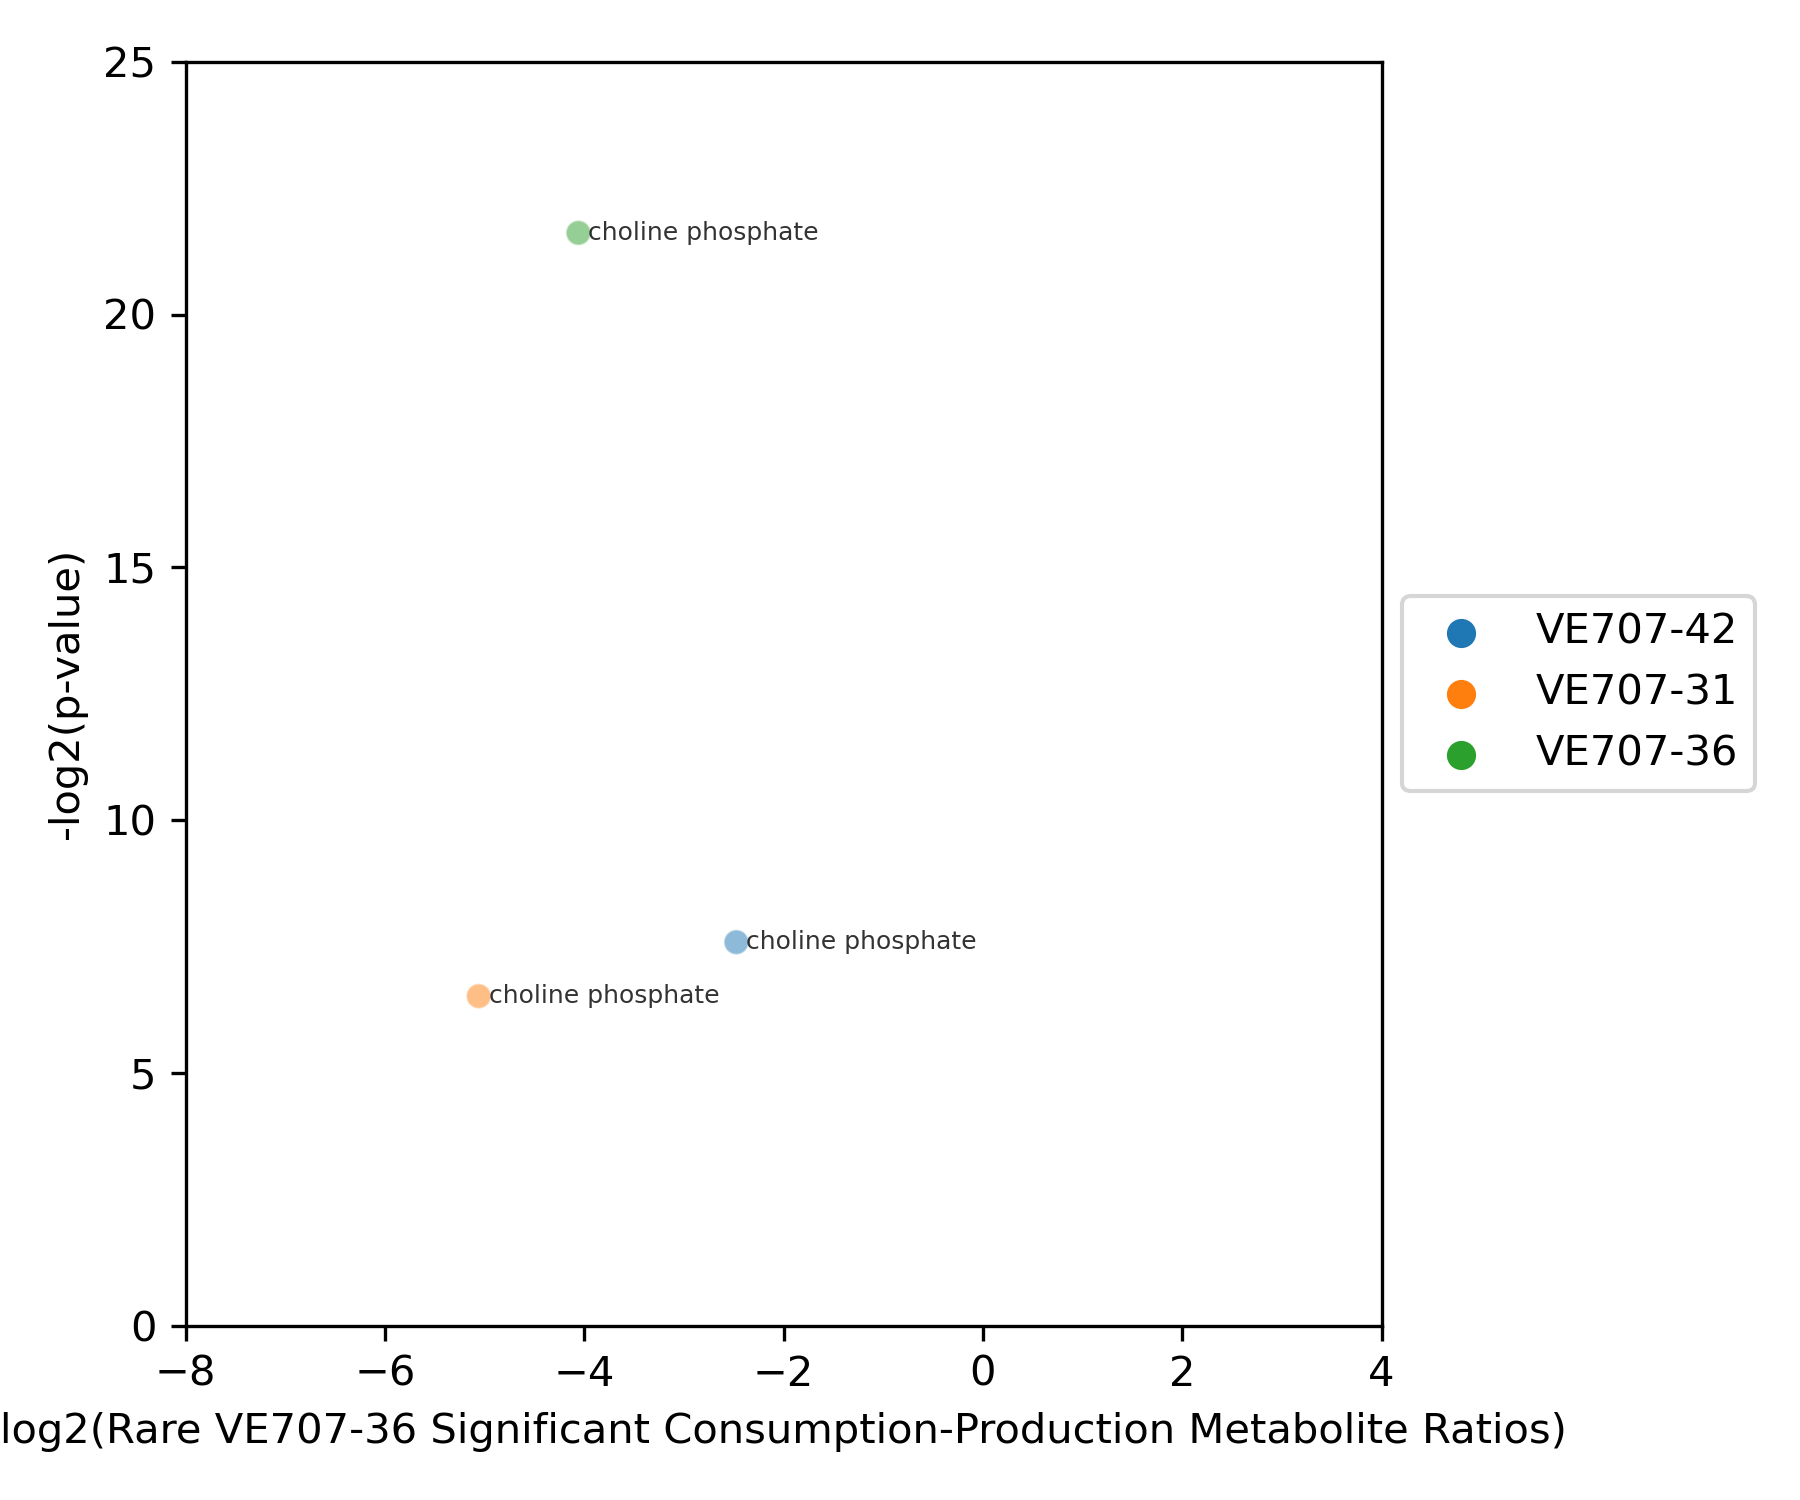 25
choline phosphate
20
15
-log2(p-value)
VE707-42
VE707-31
VE707-36
10
choline phosphate
choline phosphate
5
0
−8 −6 −4 −2 0 2 4
log2(Rare VE707-36 Significant Consumption-Production Metabolite Ratios)